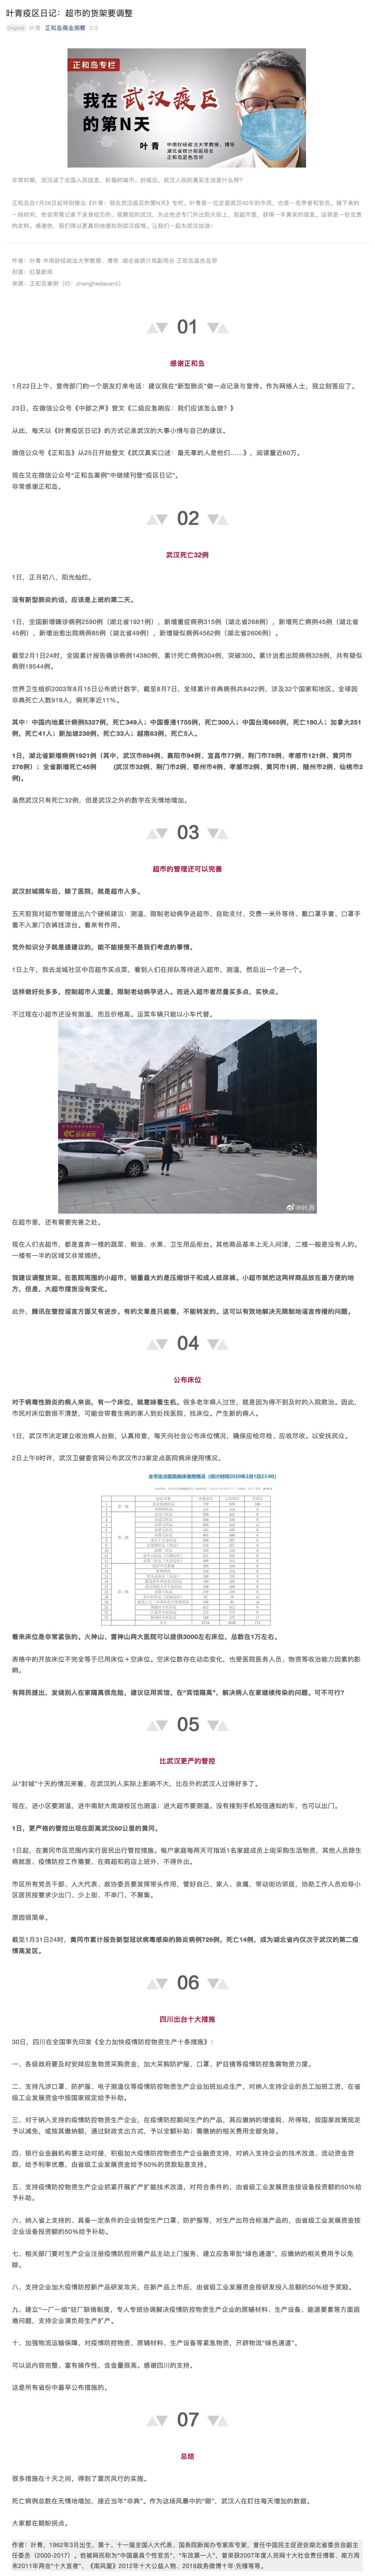 叶青疫区日记：超市的货架要调整
Original 叶青 正和岛商业洞察 2/2
正和岛专栏
我在武汉疫区
的第N天
叶 青 中南财经政法大学教授、博导
湖北省统计局副局长
正和岛蓝色岛邻
非常时期，武汉成了全国人民挂念、祈福的城市。封城后，武汉人民的真实生活是什么样？
正和岛自1月26日起特别推出《叶青：我在武汉疫区的第N天》专栏，叶青是一位定居武汉40年的市民，也是一名学者和官员。接下来的
一段时间，他会用笔记录下亲身经历的、观察到的武汉，为此他还专门外出到大街上、到超市里，获得一手真实的信息。这将是一份宝贵
的史料。感谢他，我们得以更真切地感知到武汉疫情。让我们一起为武汉加油！
作者：叶青 中南财经政法大学教授，博导 湖北省统计局副局长 正和岛蓝色岛邻
封面：红星新闻
来源：正和岛案例（ID：zhenghedaoanli）
01
感谢正和岛
1月22日上午，宣传部门的一个朋友打来电话：建议我在“新型肺炎”做一点记录与宣传。作为网络人士，我立刻答应了。
23日，在微信公众号《中部之声》登文《二级应急响应：我们应该怎么做？》
从此，每天以《叶青疫区日记》的方式记录武汉的大事小情与自己的建议。
微信公众号《正和岛》从25日开始登文《武汉真实口述：最无辜的人是他们……》，阅读量近60万。
现在又在微信公众号“正和岛案例”中继续刊登“疫区日记”。
非常感谢正和岛。
02
武汉死亡32例
1日，正月初八，阳光灿烂。
没有新型肺炎的话，应该是上班的第二天。
1日，全国新增确诊病例2590例（湖北省1921例），新增重症病例315例（湖北省268例），新增死亡病例45例（湖北省
45例），新增治愈出院病例85例（湖北省49例），新增疑似病例4562例（湖北省2606例）。
截至2月1日24时，全国累计报告确诊病例14380例，累计死亡病例304例，突破300。累计治愈出院病例328例，共有疑似病
例19544例。
世界卫生组织2003年8月15日公布统计数字，截至8月7日，全球累计非典病例共8422例，涉及32个国家和地区。全球因非
典死亡人数919人，病死率近11%。
其中：中国内地累计病例5327例，死亡349人；中国香港1755例，死亡300人；中国台湾665例，死亡180人；加拿大251
例，死亡41人；新加坡238例，死亡33人；越南63例，死亡5人。
1日，湖北省新增病例1921例（其中，武汉市894例、襄阳市94例、宜昌市77例、荆门市78例、孝感市121例、黄冈市
276例）；全省新增死亡45例 （武汉市32例、荆门市2例、鄂州市4例、孝感市2例、黄冈市1例、随州市2例、仙桃市2
例）。
虽然武汉只有死亡32例，但是武汉之外的数字在无情地增加。
03
超市的管理还可以完善
武汉封城限车后，除了医院，就是超市人多。
五天前我对超市管理提出六个硬核建议：测温、限制老幼病孕进超市、自助支付、交费一米外等待、戴口罩手套、口罩手
套不入家门衣裤挂凉台。看来有作用。
党外知识分子就是提建议的，能不能接受不是我们考虑的事情。
1日上午，我去龙城社区中百超市买点菜，看到人们在排队等待进入超市，测温，然后出一个进一个。
这样做好处多多，控制超市人流量，限制老幼病孕进入。而进入超市者尽量买多点，买快点。
不过现在小超市还没有测温，而且价格高。运菜车辆只能以小车代替。
@叶青
在超市里，还有需要完善之处。
现在人们去超市，都是直奔一楼的蔬菜、粮油、水果、卫生用品柜台。其他商品基本上无人问津，二楼一般是没有人的。
一楼有一半的区域又非常拥挤。
我建议调整货架。在医院周围的小超市，销量最大的是压缩饼干和成人纸尿裤。小超市就把这两样商品放在最方便的地
方，但是，大超市摆货没有变化。
此外，腾讯在管控谣言方面又有进步。有的文章是只能看，不能转发的。这可以有效地解决无限制地谣言传播的问题。
04
公布床位
对于病毒性肺炎的病人来说，有一个床位，就意味着生机。很多老年病人过世，就是因为得不到及时的入院救治。因此，
市民对床位数很不清楚，可能会带着生病的家人到处找医院、找床位。产生新的病人。
1日，武汉市决定建立收治病人台账，认真排查，每天向社会公布床位情况，确保应检尽检、应收尽收。以安抚民众。
2日上午9时许，武汉卫健委官网公布武汉市23家定点医院病床使用情况。
全市定点医院病床使用情况（统计时间2020年2月1日23:00）
看来床位是非常紧张的。火神山、雷神山两大医院可以提供3000左右床位，总数在1万左右。
表格中的开放床位不完全等于已用床位＋空床位。空床位数存在动态变化，也受医院医务人员、物资等收治能力因素的影
响。
有网民提出，发烧别人在家隔离很危险，建议征用宾馆，在“宾馆隔离”，解决病人在家继续传染的问题。可不可行？
05
比武汉更严的管控
从“封城”十天的情况来看，在武汉的人实际上影响不大，比在外的武汉人过得好多了。
现在，进小区要测温，进中南财大南湖校区也测温；进大超市要测温。没有接到手机短信通知的车，也可以出门。
1日，更严格的管控出现在距离武汉80公里的黄冈。
1日起，在黄冈市区范围内实行居民出行管控措施。每户家庭每两天可指派1名家庭成员上街采购生活物资，其他人员除生
病就医、疫情防控工作需要、在商超和药店上班外，不得外出。
市区所有党员干部、人大代表、政协委员要发挥带头作用，管好自己、家人、亲属，带动街坊邻居，协助工作人员劝导小
区居民按要求少出门、少上街、不串门、不聚集。
原因很简单。
截至1月31日24时，黄冈市累计报告新型冠状病毒感染的肺炎病例726例，死亡14例，成为湖北省内仅次于武汉的第二疫
情高发区。
06
四川出台十大措施
30日，四川在全国率先印发《全力加快疫情防控物资生产十条措施》：
一、各级政府要及时安排应急物资采购资金，加大采购防护服、口罩、护目镜等疫情防控急需物资力度。
二、支持凡涉口罩、防护服、电子测温仪等疫情防控物资生产企业加班加点生产，对纳入支持企业的员工加班工资，在省
级工业发展资金中按国家规定给予补助。
三、对于纳入支持的疫情防控物资生产企业，在疫情防控期间生产的产品，其应缴纳的增值税、所得税，按国家政策规定
予以减免，或按其缴纳额，通过财政支出方式，予以全额补助；需缴纳的相关费用全部免除。
四、银行业金融机构要主动对接，积极加大疫情防控物资生产企业融资支持，对纳入支持企业的技术改造、流动资金贷
款，给予利率优惠，由省级工业发展资金给予50%的贷款贴息支持。
五、支持疫情防控物资生产企业抓紧开展扩产扩能技术改造，对符合条件的，由省级工业发展资金按设备投资额的50%给
予补助。
六、纳入省上支持的、具备一定条件的企业转型生产口罩、防护服等，对生产出符合标准产品的，由省级工业发展资金按
企业设备投资额的50%给予补助。
七、相关部门要对生产企业注册疫情防控所需产品主动上门服务，建立应急审批“绿色通道”，应缴纳的相关费用予以免
除。
八、支持企业加大疫情防控新产品研发攻关，在新产品上市后，由省级工业发展资金按研发投入总额的50%给予奖励。
九、建立“一厂一组”驻厂联络制度，专人专班协调解决疫情防控物资生产企业的原辅材料、生产设备、能源要素等方面困
难问题，支持企业满负荷生产扩产。
十、加强物流运输保障，对疫情防控物资、原辅材料、生产设备等紧急物资，开辟物流“绿色通道”。
可以说内容完整、富有操作性，含金量很高。感谢四川的支持。
这是所有省份中最早公布措施的。
07
总结
很多措施在十天之间，得到了雷厉风行的实施。
死亡病例总数在无情地增加，接近当年“非典”。作为这场风暴中的“眼”，武汉人在盯住每天增加的数据。
大家都在期盼拐点。
作者：叶青，1962年3月出生，第十、十一届全国人大代表、国务院新闻办专家库专家、曾任中国民主促进会湖北省委员会副主
任委员（2000-2017）。他被网民称为“中国最具个性官员”、“车改第一人”，曾荣获2007年度人民网十大社会责任博客、南方周
末2011年两会“十大言者”、《南风窗》2012年十大公益人物、2019政务微博十年·先锋等等。